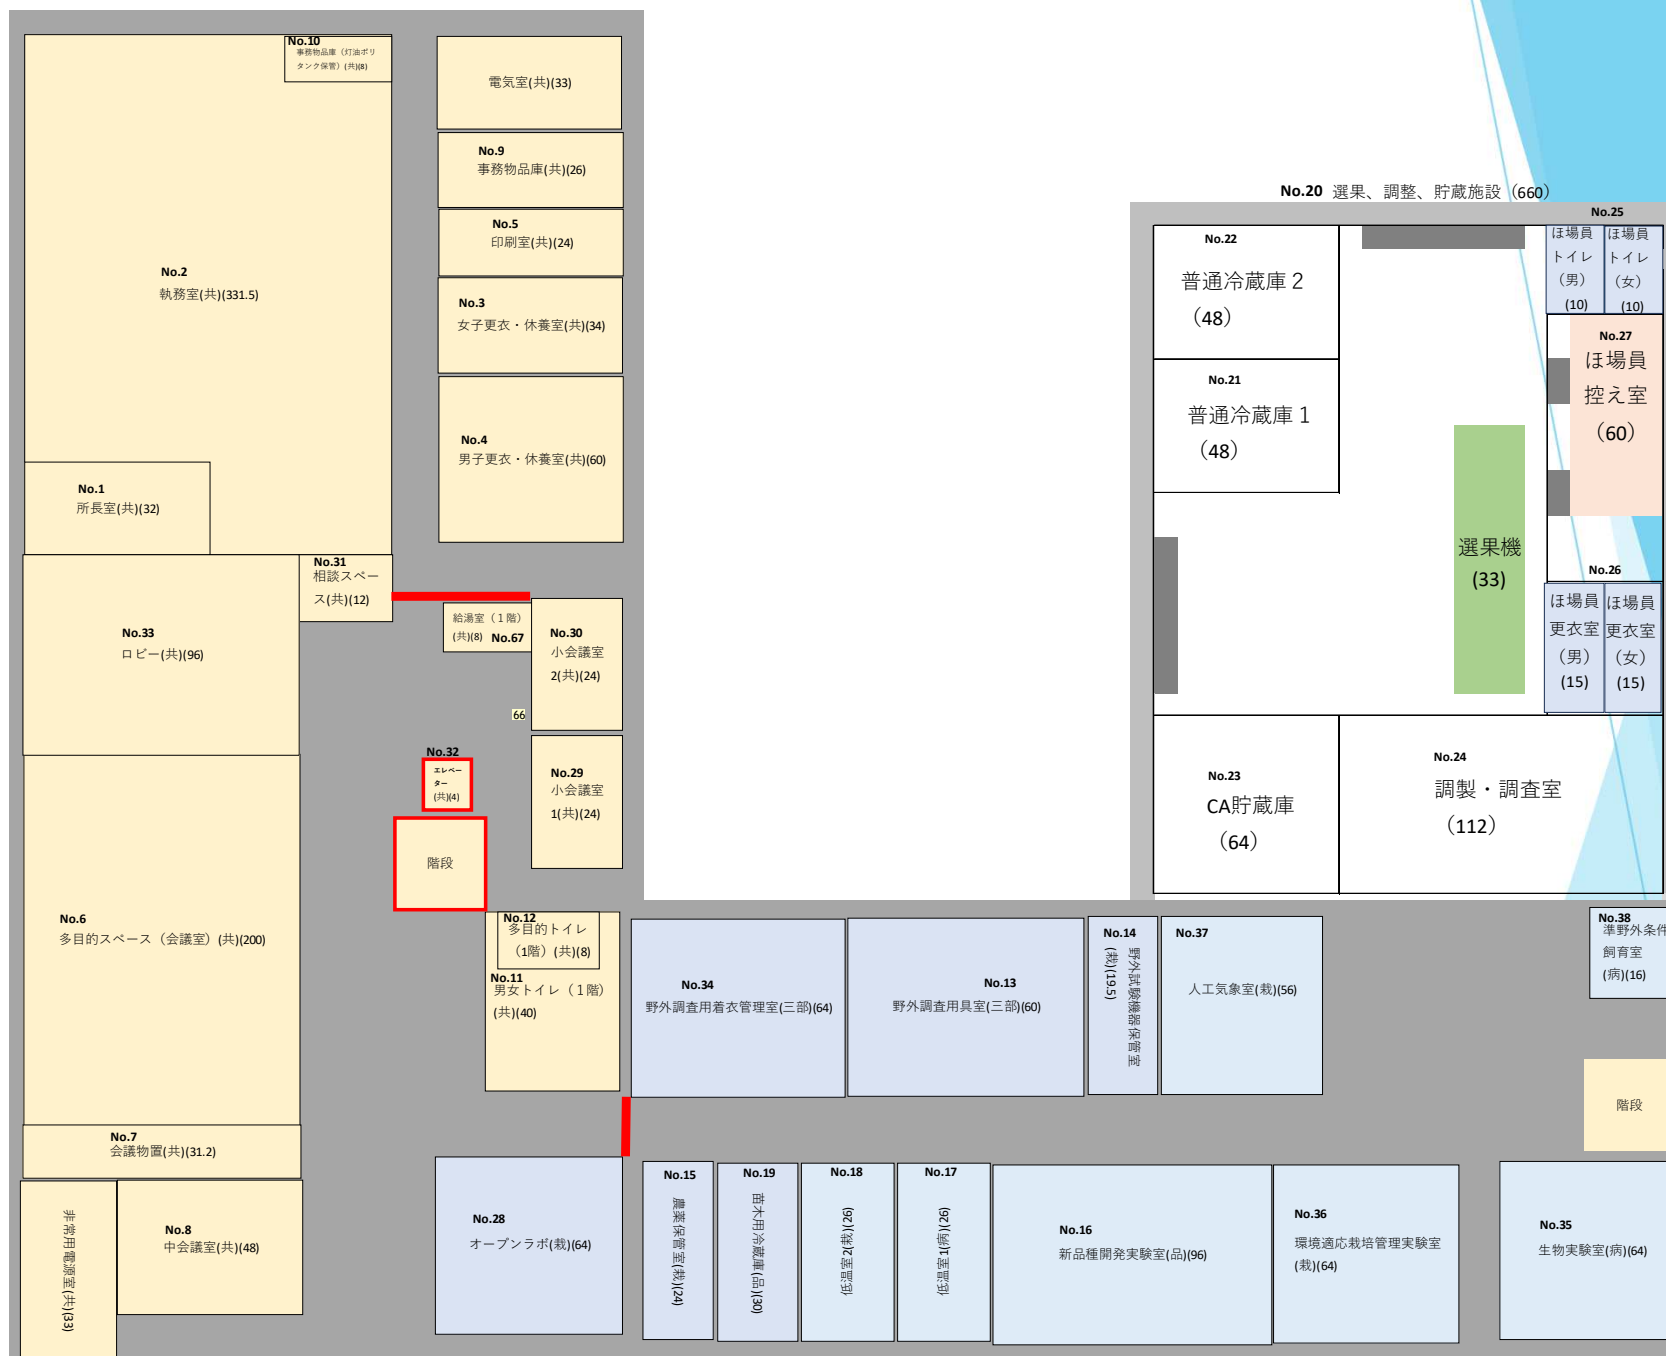 No.10
事務物品庫（灯油ポリ
タンク保管）(共)(8)
電気室(共)(33)
No.9
事務物品庫(共)(26)
No.5
印刷室(共)(24)
No.2
執務室(共)(331.5)
No.3
女子更衣・休養室(共)(34)
No.4
男子更衣・休養室(共)(60)
No.1
所長室(共)(32)
No.31
相談スペー
ス(共)(12)
No.33
ロビー(共)(96)
給湯室（１階）
(共)(8) No.67
No.30
小会議室
2(共)(24)
66
No.32
エレベー
ター
(共)(4)
No.29
小会議室
1(共)(24)
階段
No.6
多目的スペース（会議室）(共)(200)
No.12
多目的トイレ
（1階）(共)(8)
No.11
男女トイレ（１階）
(共)(40)
No.7
会議物置(共)(31.2)
非常用電源室(共)(33)
No.8
中会議室(共)(48)
No.20 選果、調整、貯蔵施設（660）
No.22
普通冷蔵庫２
（48）
No.21
普通冷蔵庫１
（48）
No.25
ほ場員
トイレ
（男）
(10)
ほ場員
トイレ
（女）
(10)
No.27
ほ場員
控え室
（60）
選果機
(33)
No.26
ほ場員
更衣室
（男）
(15)
ほ場員
更衣室
（女）
(15)
No.23
CA貯蔵庫
（64）
No.24
調製・調査室
（112）
No.34
野外調査用着衣管理室(三部)(64)
No.13
野外調査用具室(三部)(60)
No.14
野外試験機器保管室
(栽)(19.5)
No.37
人工気象室(栽)(56)
No.38
準野外条件
飼育室
(病)(16)
階段
No.28
オープンラボ(栽)(64)
No.15
農薬保管室(栽)(24)
No.19
苗木用冷蔵庫(品)(30)
No.18
低温室2(栽)(26)
No.17
低温室1(病)(26)
No.16
新品種開発実験室(品)(96)
No.36
環境適応栽培管理実験室
(栽)(64)
No.35
生物実験室(病)(64)